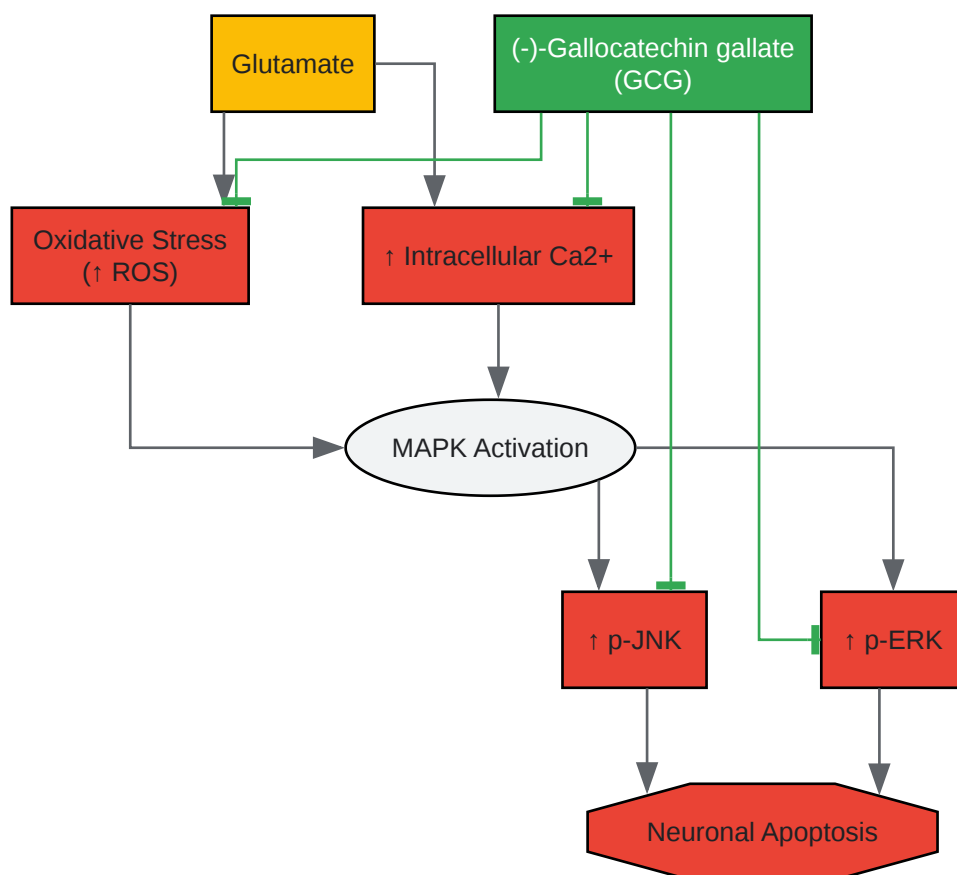 Glutamate
(-)-Gallocatechin gallate
(GCG)
Oxidative Stress
(↑ ROS)
↑ Intracellular Ca2+
MAPK Activation
↑ p-JNK
↑ p-ERK
Neuronal Apoptosis